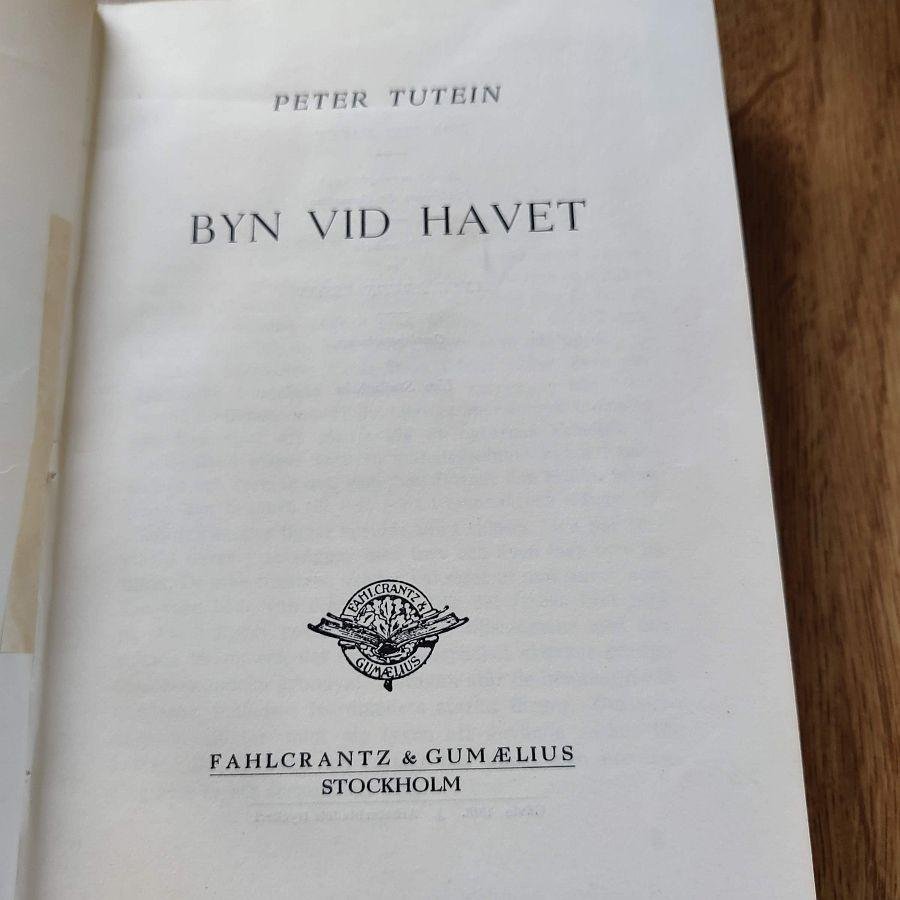 PETER TUTEIN
BYN VID HAVET
FAHLCRANTZ &
GUMÆLIUS
FAHLCRANTZ & GUMÆLIUS
STOCKHOLM